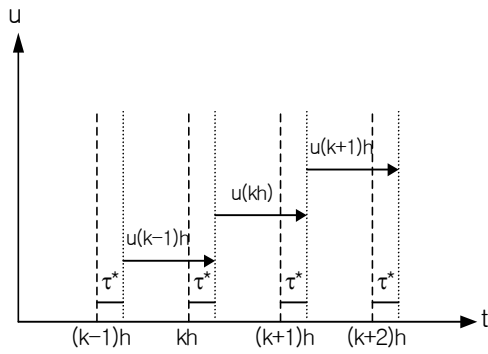 u
u(k+1)h
u(kh)
u(k-1)h
τ* τ* τ* τ*
t
(k-1)h kh (k+1)h (k+2)h